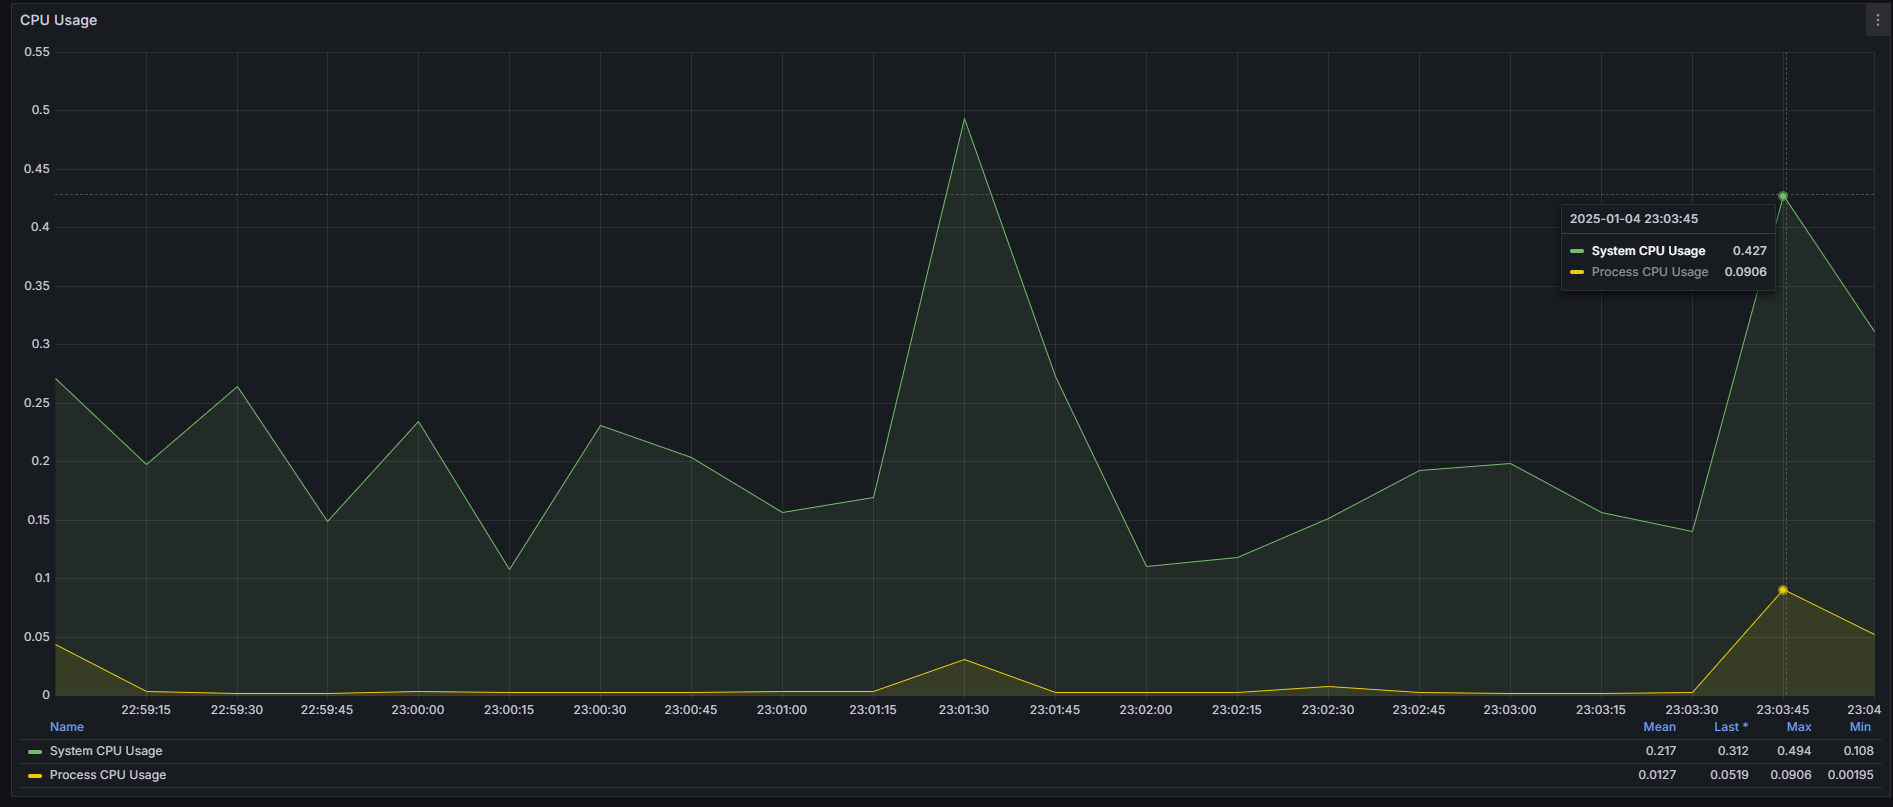 CPU Usage
0.55
0.5
0.45
0.4
0.35
0.3
0.25
0.2
0.15
0.1
0.05
0
2025-01-04 23:03:45
System CPU Usage 0.427
Process CPU Usage 0.0906
22:59:15 22:59:30 22:59:45 23:00:00 23:00:15 23:00:30 23:00:45 23:01:00 23:01:15 23:01:30 23:01:45 23:02:00 23:02:15 23:02:30 23:02:45 23:03:00 23:03:15 23:03:30 23:03:45 23:04
Name Mean Last * Max Min
System CPU Usage 0.217 0.312 0.494 0.108
Process CPU Usage 0.0127 0.0519 0.0906 0.00195